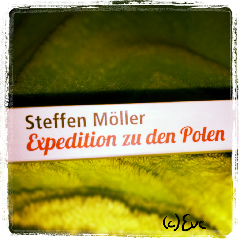 Steffen Möller
Expedition zu den Polen
(c) Eve